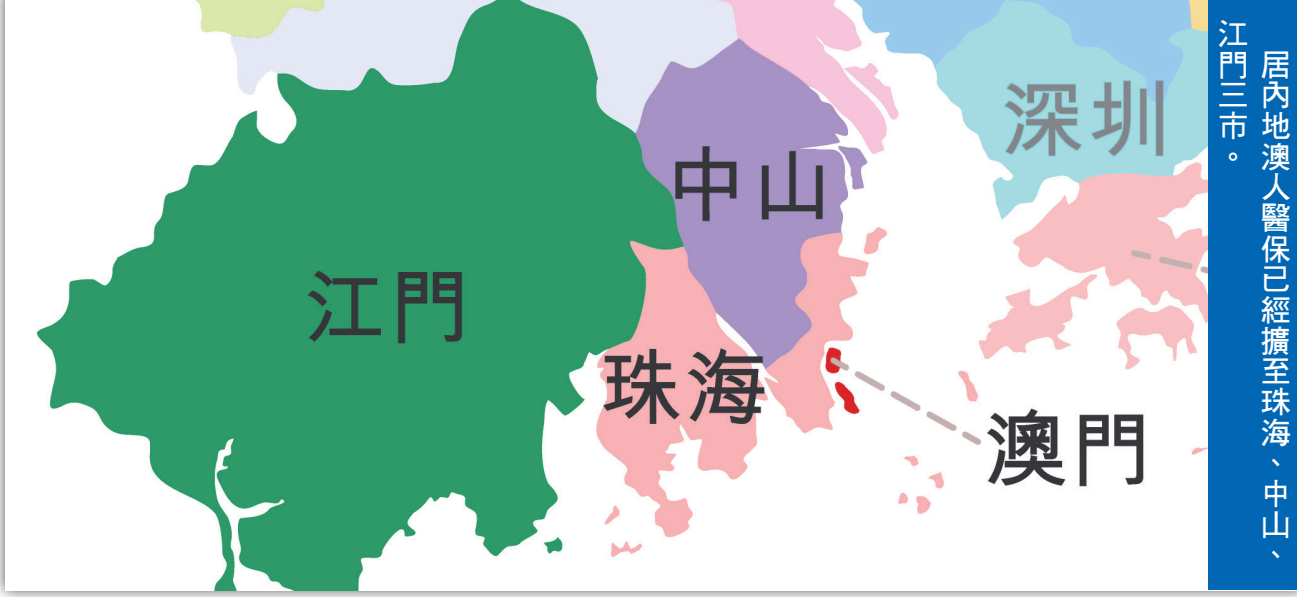 深圳
中山
江門
珠海
澳門
居內地澳人醫保已經擴至珠海、中山、
江門三市。